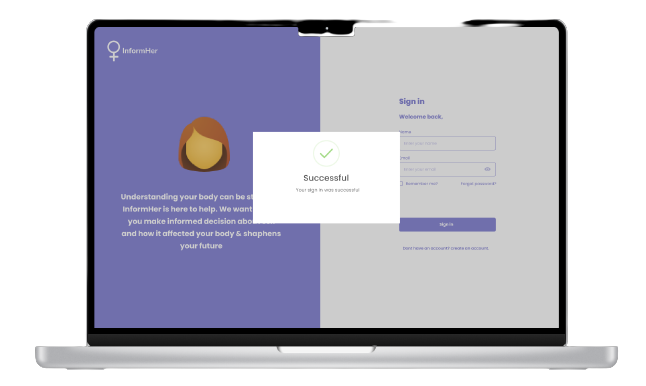 InformHer
Understanding your body can be st
InformHer is here to help. We want
you make informed decision abo
and how it affected your body & shaphens
your future
Successful
Your sign in was successful
Sign in
Welcome back,
Name
Enter your name
Email
Enter your email
Remember me?
Forgot password?
Sign in
Don't have an account? Create an account